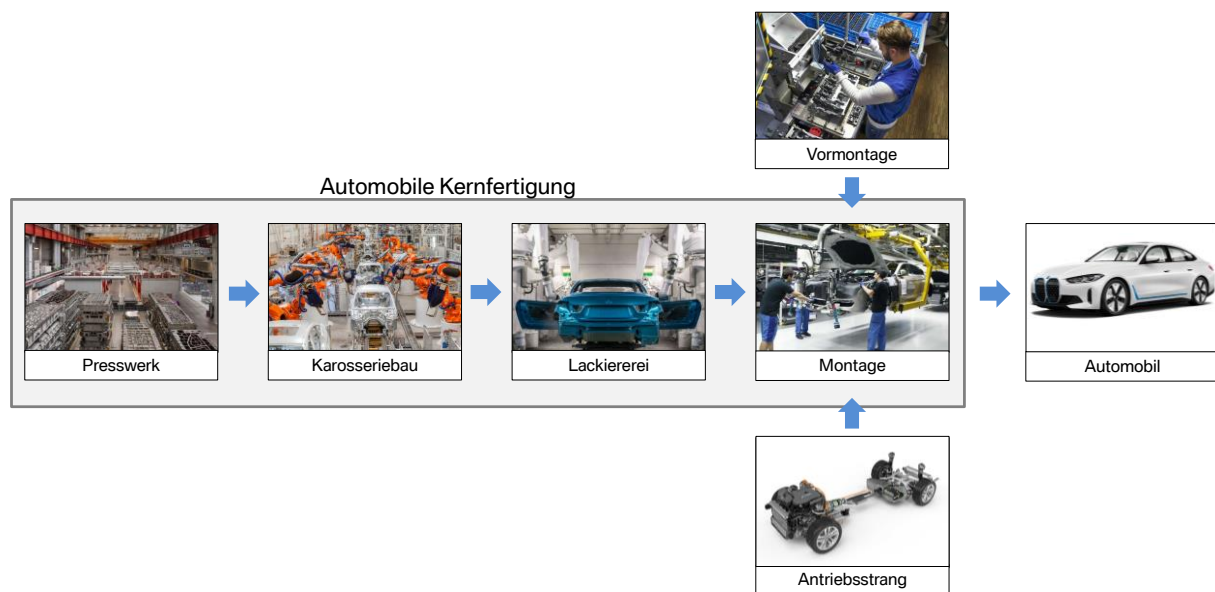 Vormontage
Automobile Kernfertigung
Presswerk
Karosseriebau
Lackiererei
Montage
Automobil
Antriebsstrang